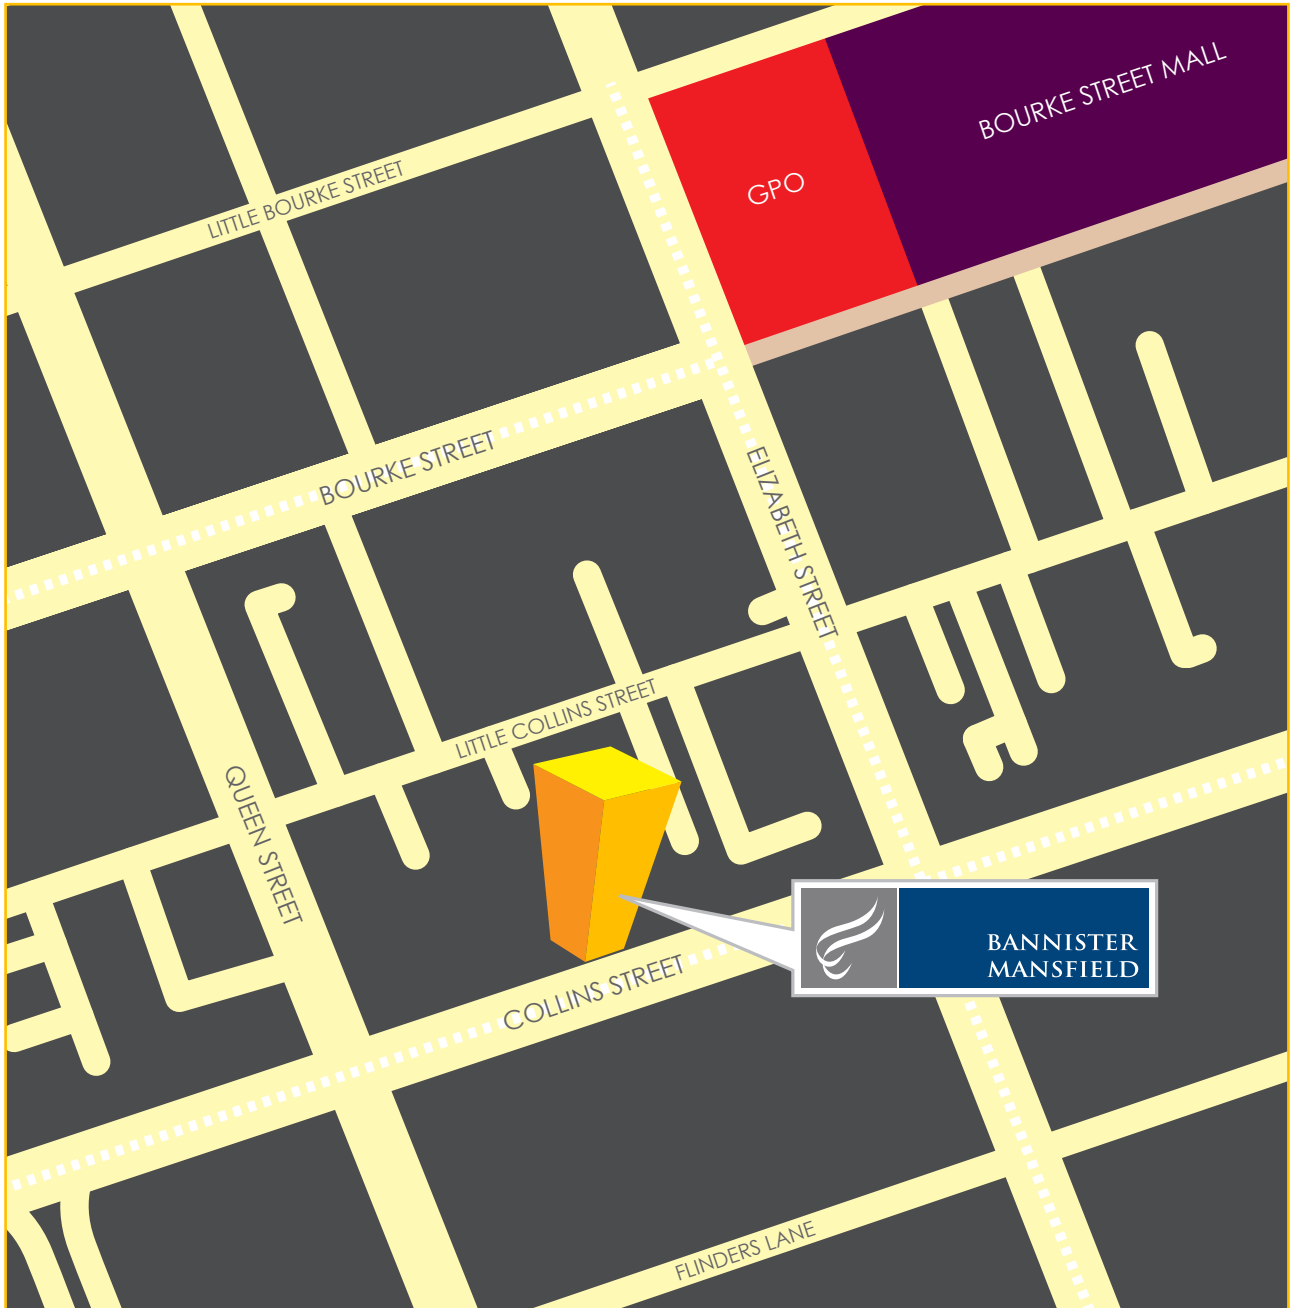 BOURKE STREET MALL
GPO
LITTLE BOURKE STREET
BOURKE STREET
ELIZABETH STREET
LITTLE COLLINS STREET
QUEEN STREET
BANNISTER
MANSFIELD
COLLINS STREET
FLINDERS LANE